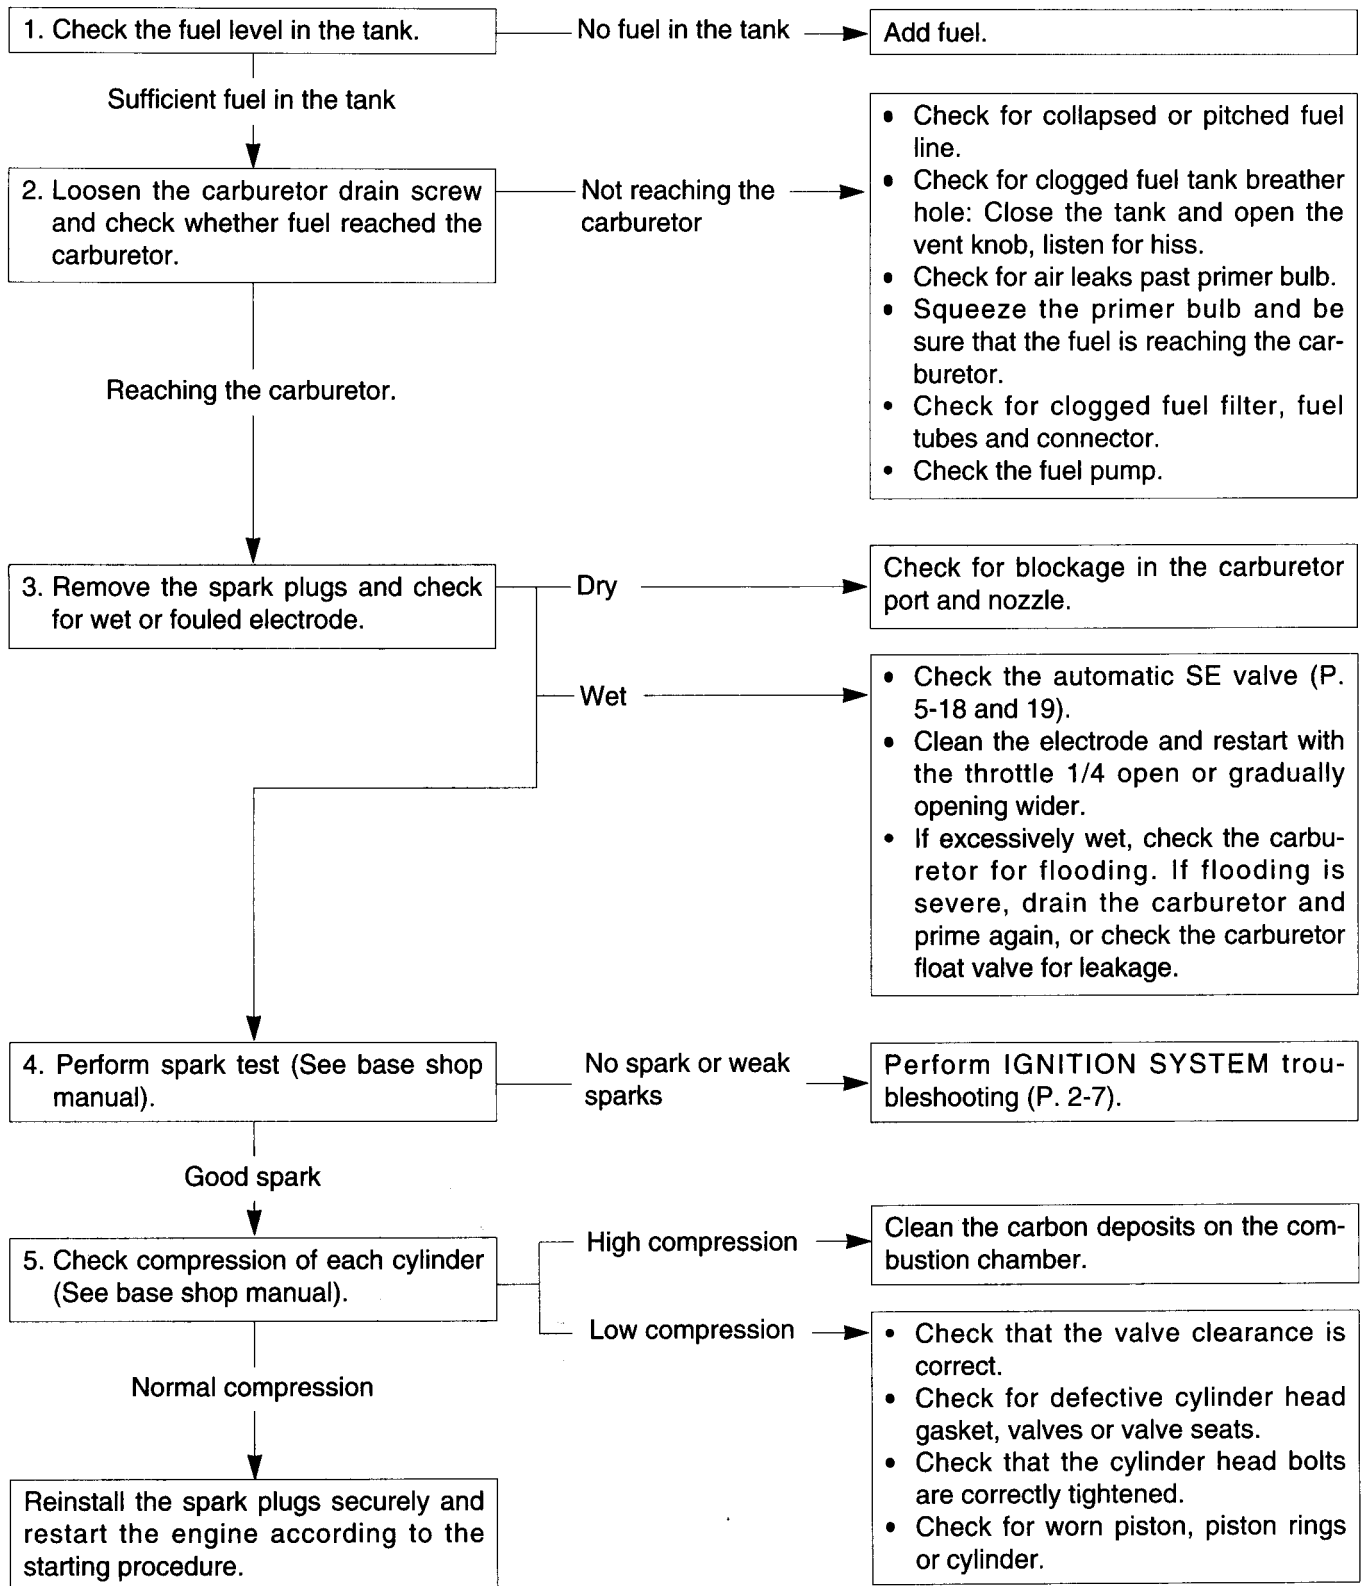 1. Check the fuel level in the tank.
No fuel in the tank
Add fuel.
Sufficient fuel in the tank
2. Loosen the carburetor drain screw
and check whether fuel reached the
carburetor.
Not reaching the
carburetor
• Check for collapsed or pitched fuel
line.
• Check for clogged fuel tank breather
hole: Close the tank and open the
vent knob, listen for hiss.
• Check for air leaks past primer bulb.
• Squeeze the primer bulb and be
sure that the fuel is reaching the car-
buretor.
• Check for clogged fuel filter, fuel
tubes and connector.
• Check the fuel pump.
Reaching the carburetor.
3. Remove the spark plugs and check
for wet or fouled electrode.
Dry
Check for blockage in the carburetor
port and nozzle.
Wet
• Check the automatic SE valve (P.
5-18 and 19).
• Clean the electrode and restart with
the throttle 1/4 open or gradually
opening wider.
• If excessively wet, check the carbu-
retor for flooding. If flooding is
severe, drain the carburetor and
prime again, or check the carburetor
float valve for leakage.
4. Perform spark test (See base shop
manual).
No spark or weak
sparks
Perform IGNITION SYSTEM trou-
bleshooting (P. 2-7).
Good spark
5. Check compression of each cylinder
(See base shop manual).
High compression
Clean the carbon deposits on the com-
bustion chamber.
Low compression
• Check that the valve clearance is
correct.
• Check for defective cylinder head
gasket, valves or valve seats.
• Check that the cylinder head bolts
are correctly tightened.
• Check for worn piston, piston rings
or cylinder.
Normal compression
Reinstall the spark plugs securely and
restart the engine according to the
starting procedure.